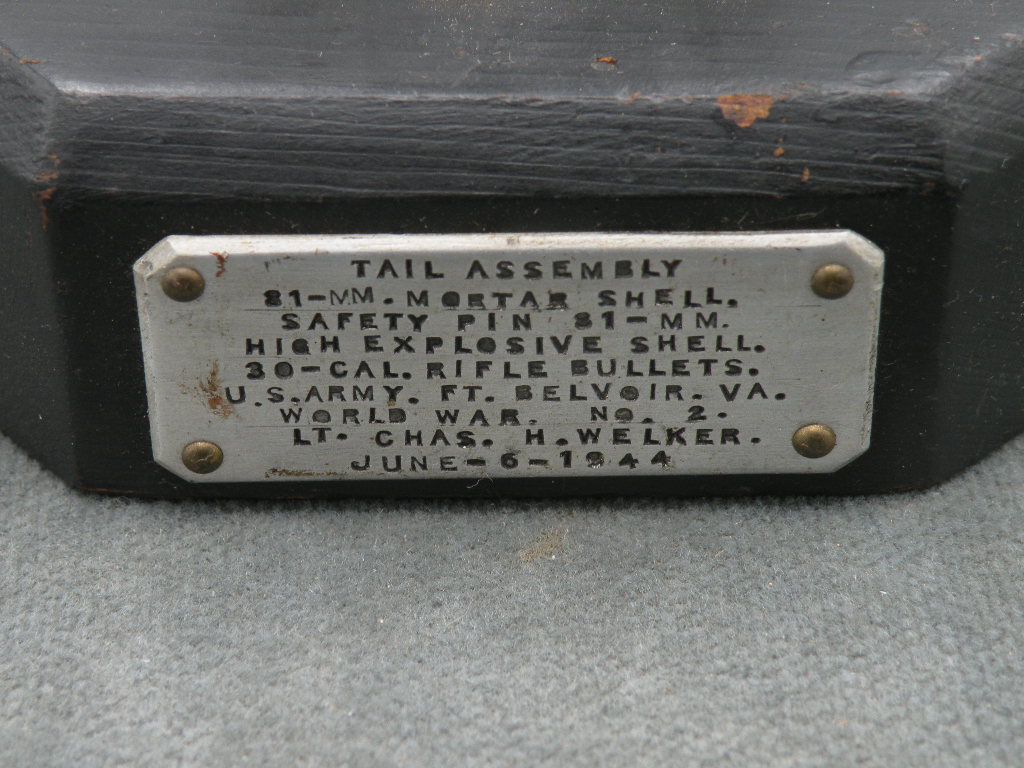 TAIL ASSEMBLY
81-MM. MORTAR SHELL.
SAFETY PIN 81-MM.
HIGH EXPLOSIVE SHELL.
30-CAL. RIFLE BULLETS.
U.S. ARMY. FT. BELVOIR. VA.
WORLD WAR. NO. 2.
LT. CHAS. H. WELKER.
JUNE-6-1944